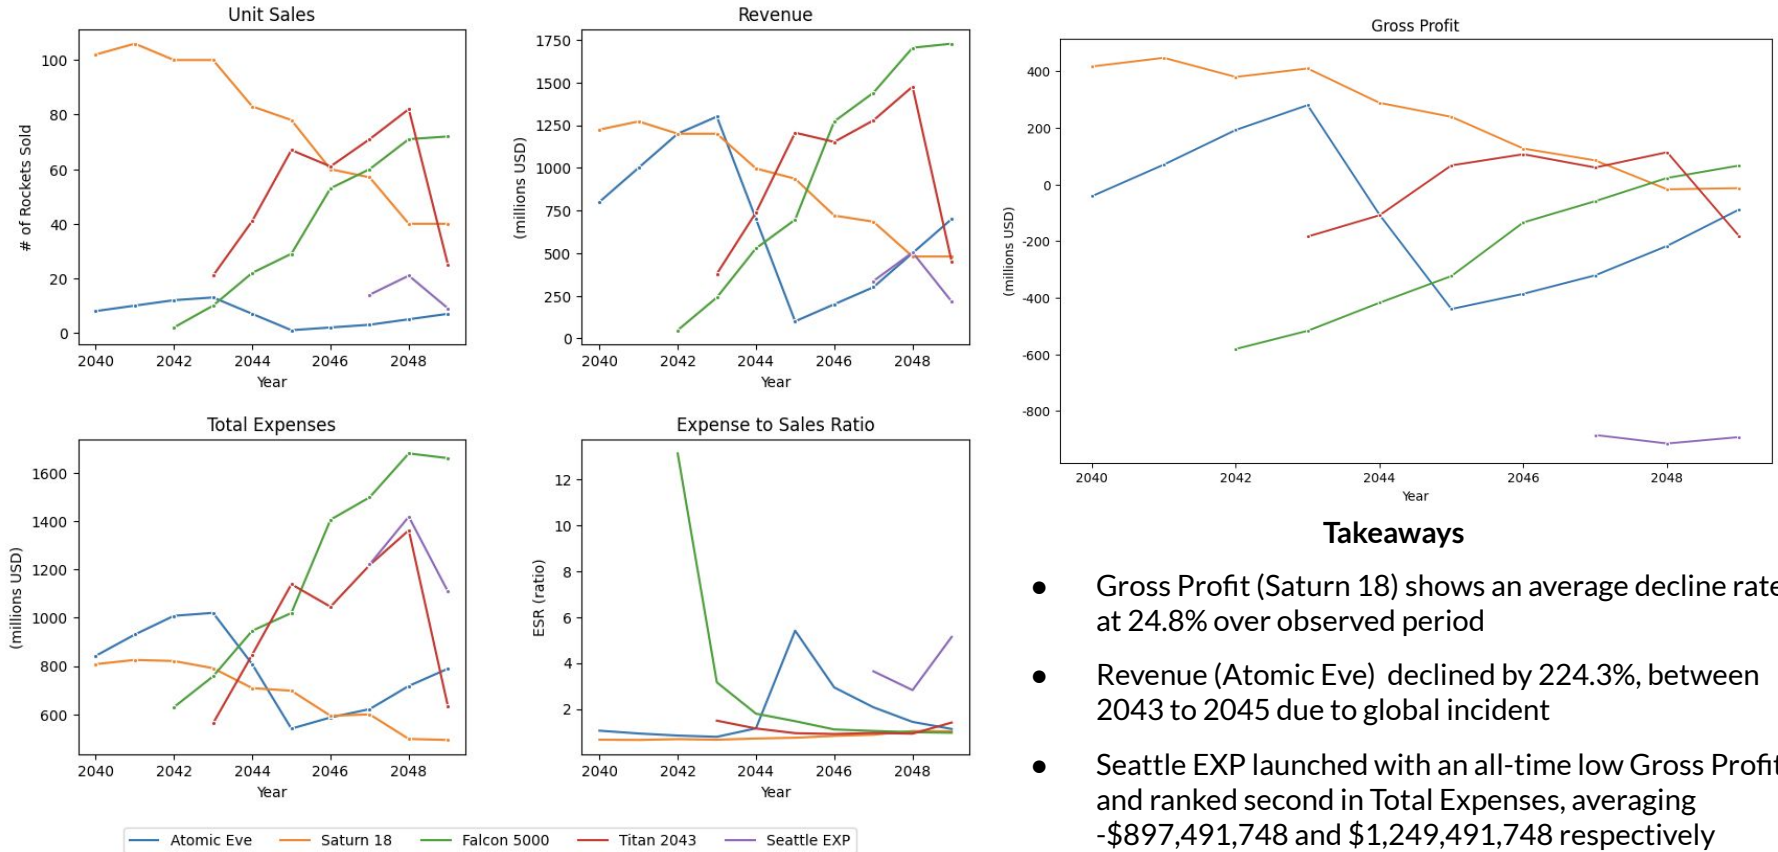 Unit Sales
# of Rockets Sold
100
80
60
40
20
0
2040 2042 2044 2046 2048
Year
Revenue
(millions USD)
1750
1500
1250
1000
750
500
250
0
2040 2042 2044 2046 2048
Year
Gross Profit
(millions USD)
400
200
0
-200
-400
-600
-800
2040 2042 2044 2046 2048
Year
Total Expenses
(millions USD)
1600
1400
1200
1000
800
600
2040 2042 2044 2046 2048
Year
Expense to Sales Ratio
ESR (ratio)
12
10
8
6
4
2
2040 2042 2044 2046 2048
Year
Atomic Eve Saturn 18 Falcon 5000 Titan 2043 Seattle EXP
Takeaways
● Gross Profit (Saturn 18) shows an average decline rate
at 24.8% over observed period
● Revenue (Atomic Eve) declined by 224.3%, between
2043 to 2045 due to global incident
● Seattle EXP launched with an all-time low Gross Profit
and ranked second in Total Expenses, averaging
-$897,491,748 and $1,249,491,748 respectively